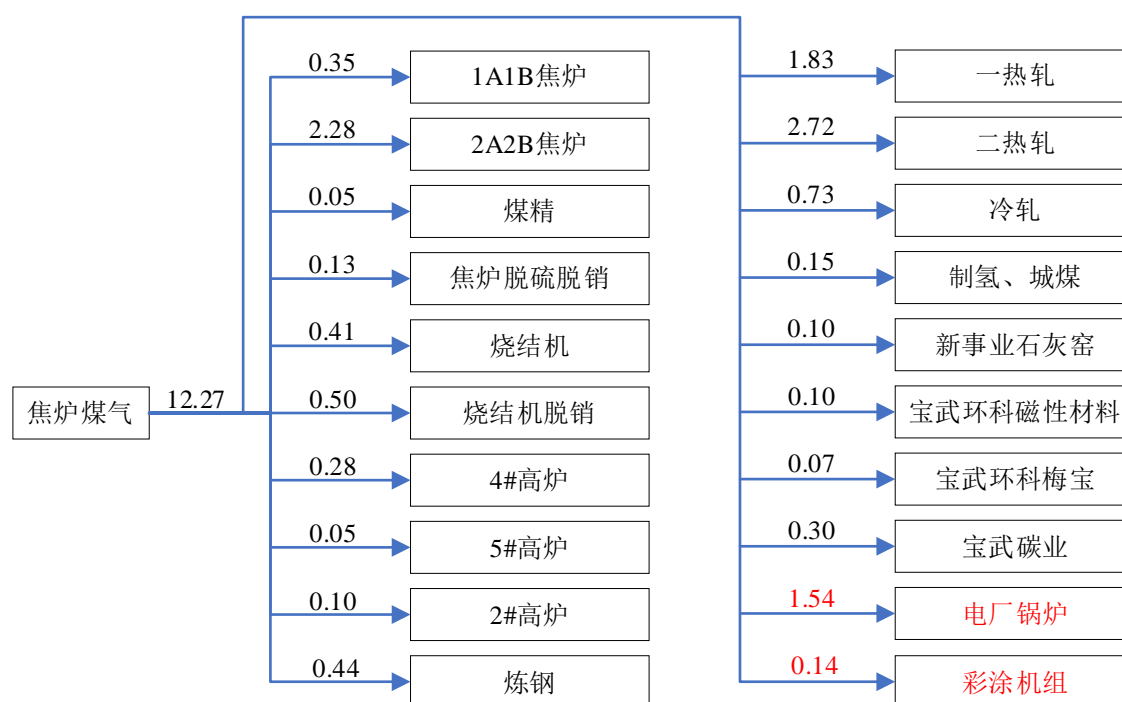 焦炉煤气
12.27
0.35
1A1B焦炉
2.28
2A2B焦炉
0.05
煤精
0.13
焦炉脱硫脱销
0.41
烧结机
0.50
烧结机脱销
0.28
4#高炉
0.05
5#高炉
0.10
2#高炉
0.44
炼钢
1.83
一热轧
2.72
二热轧
0.73
冷轧
0.15
制氢、城煤
0.10
新事业石灰窑
0.10
宝武环科磁性材料
0.07
宝武环科梅宝
0.30
宝武碳业
1.54
电厂锅炉
0.14
彩涂机组